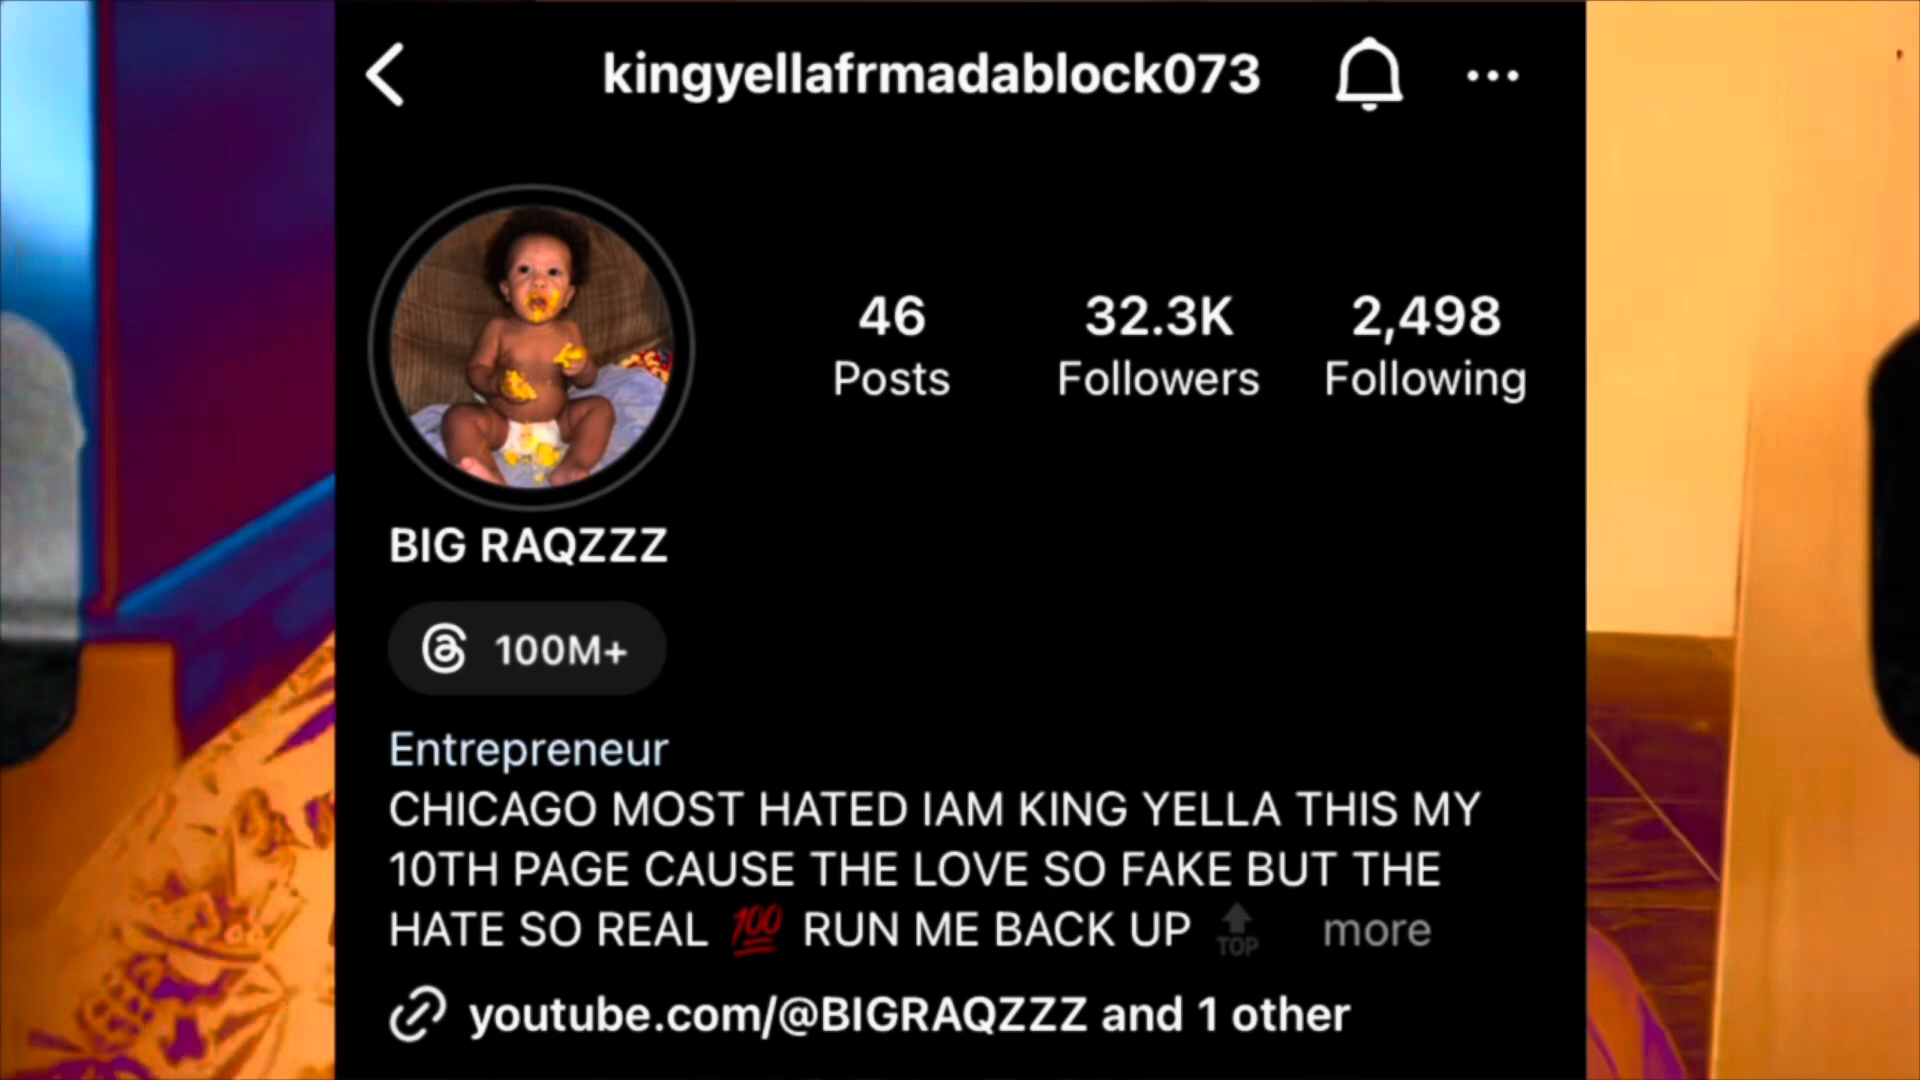 kingyellafrmadablock073
46 32.3K 2,498
Posts Followers Following
BIG RAQZZZ
100M+
Entrepreneur
CHICAGO MOST HATED IAM KING YELLA THIS MY
10TH PAGE CAUSE THE LOVE SO FAKE BUT THE
HATE SO REAL 💯 RUN ME BACK UP 🔝 more
youtube.com/@BIGRAQZZZ and 1 other